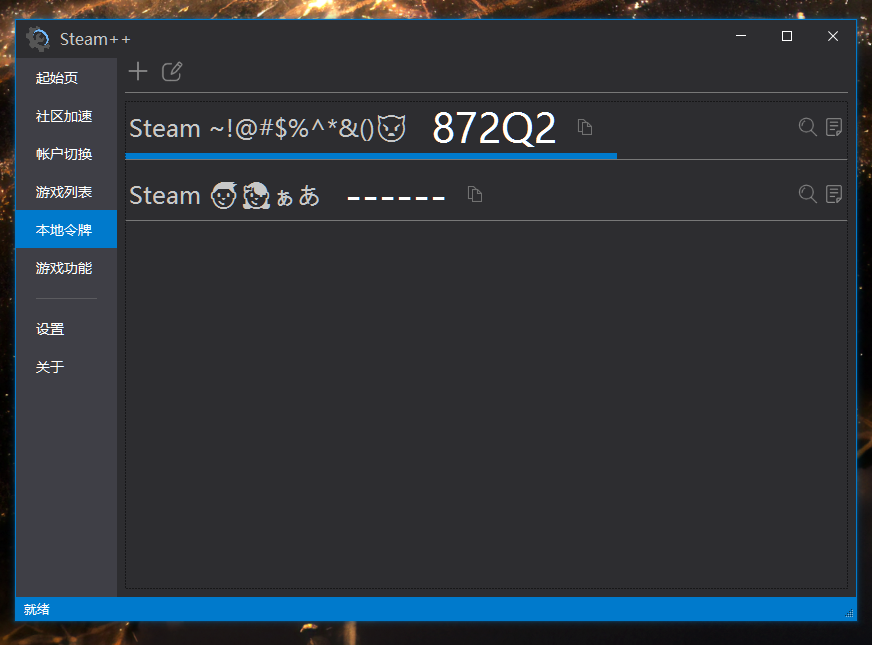 Steam++
起始页
社区加速
帐户切换
游戏列表
本地令牌
游戏功能
设置
关于
Steam ~!@#$%^*&()😾 872Q2
Steam 🧑👩ぁあ ------
就绪